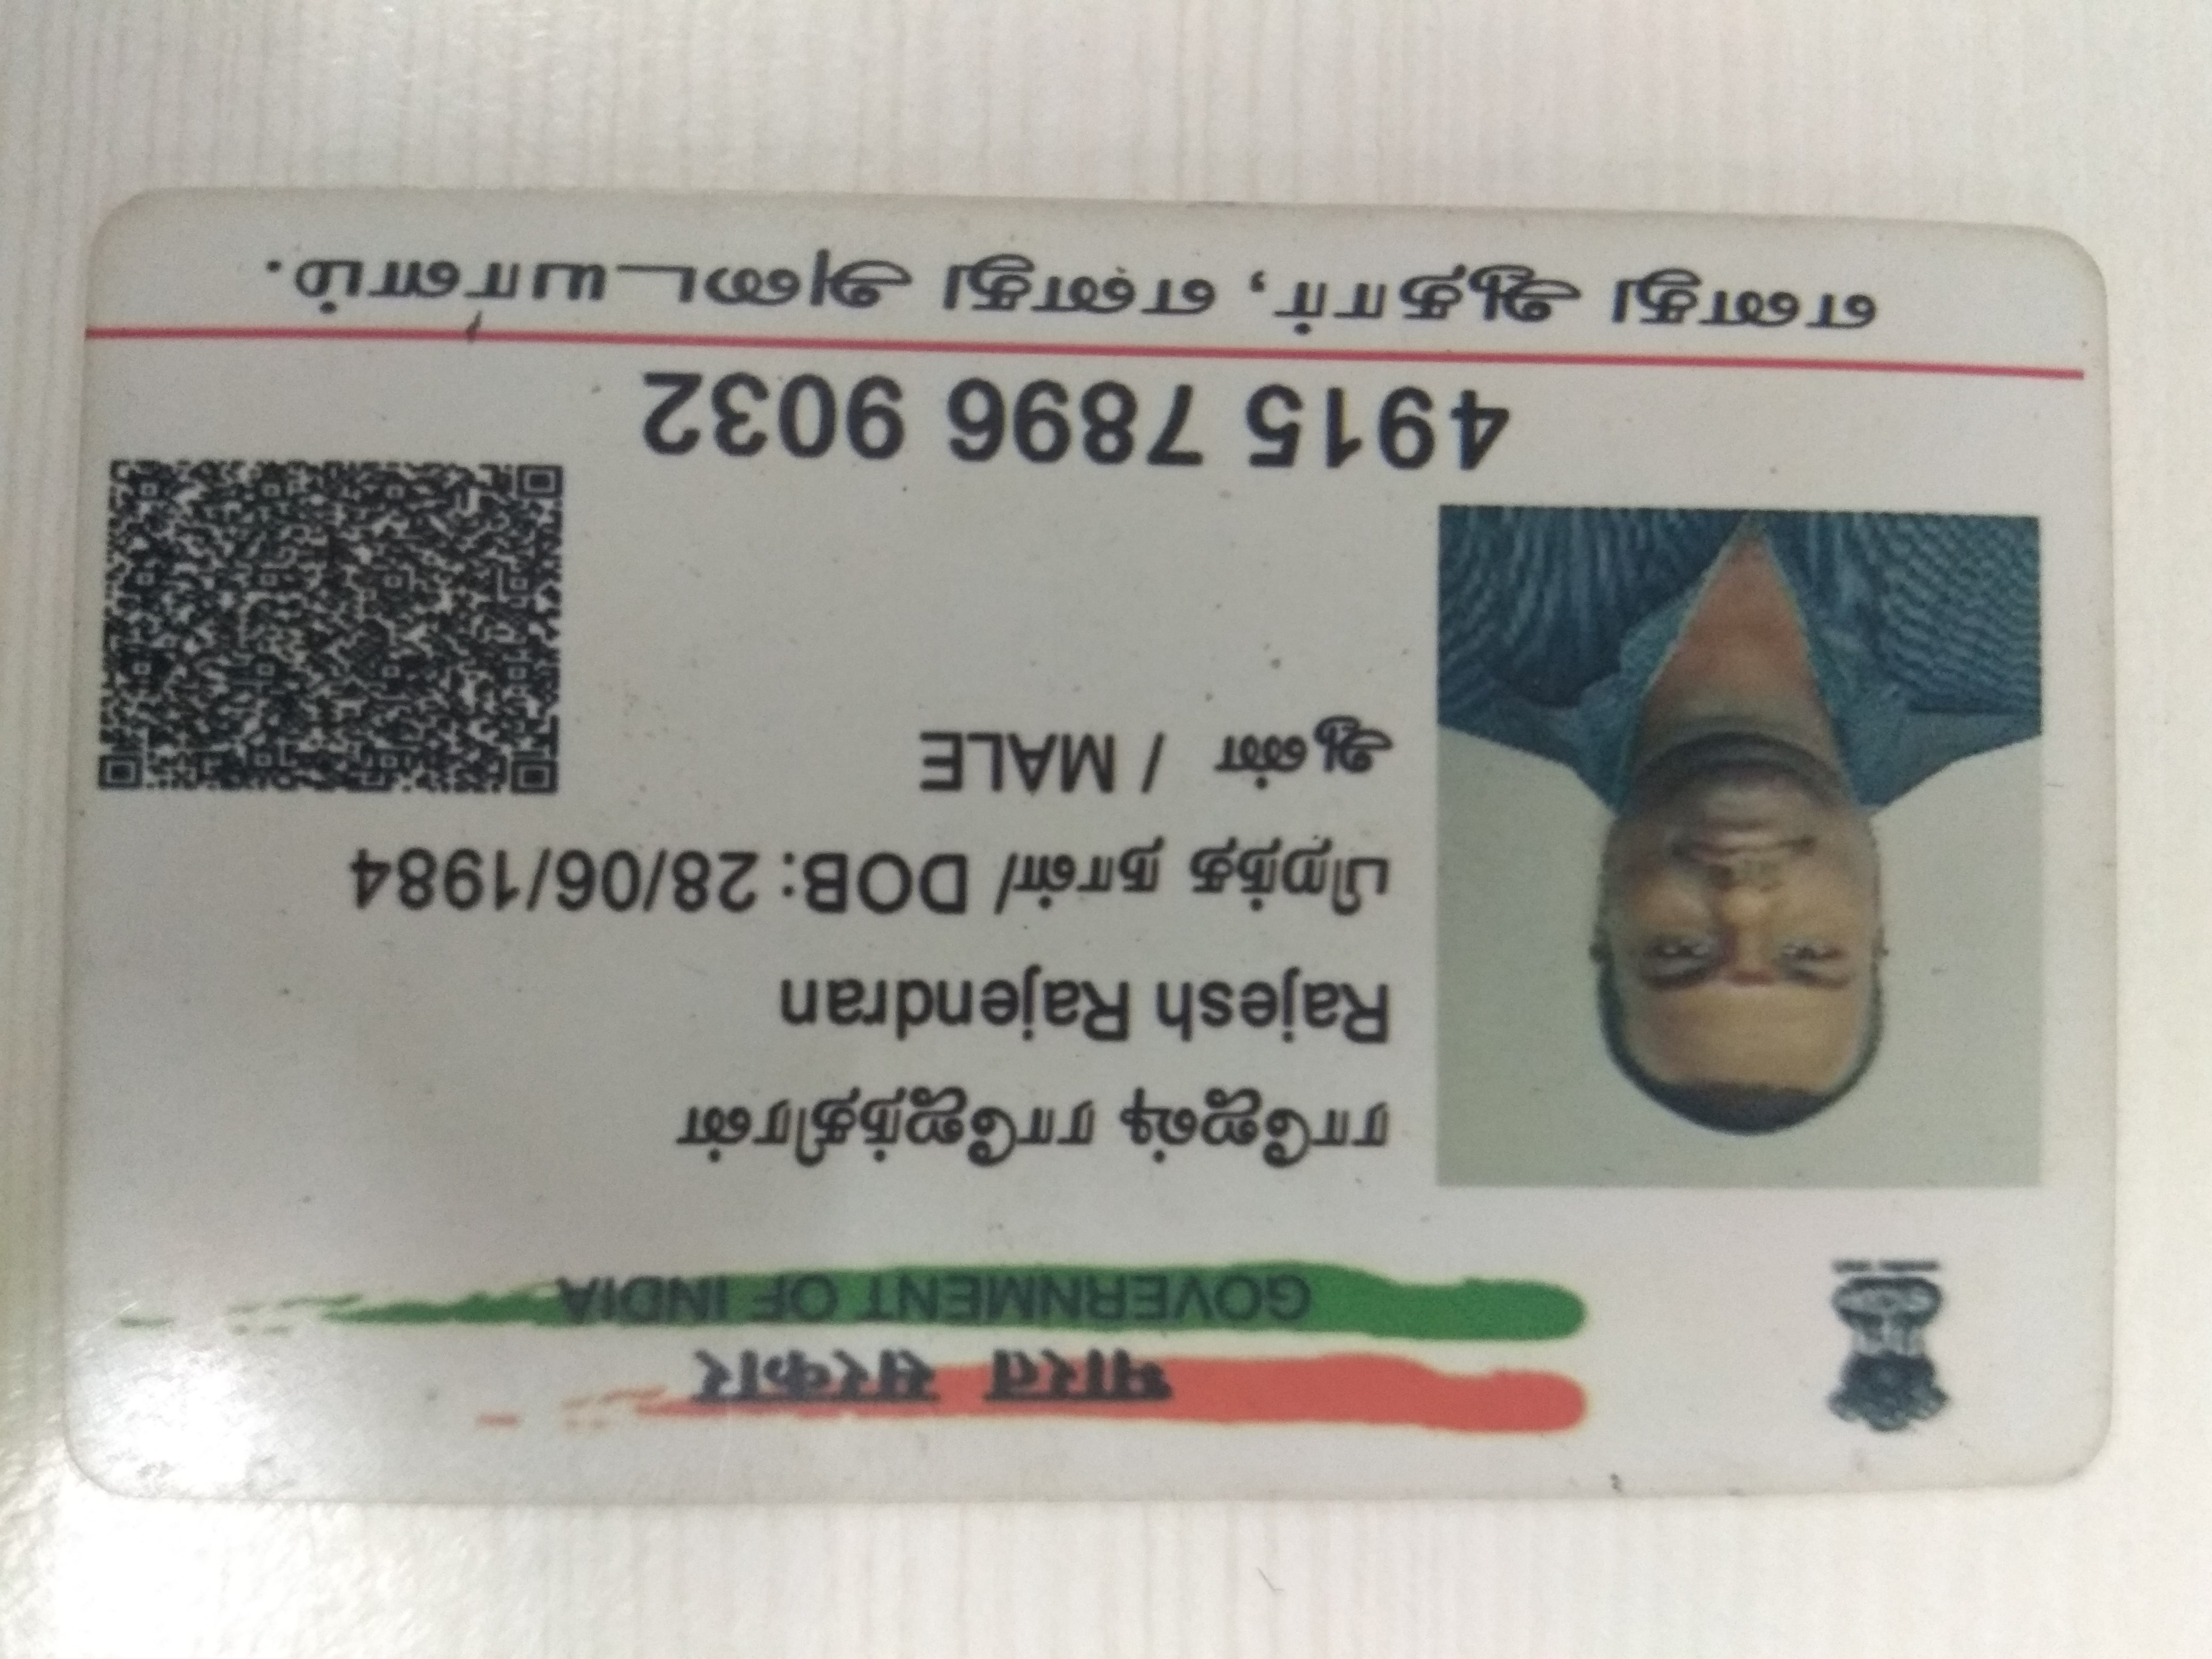 भारत सरकार
GOVERNMENT OF INDIA
ராஜேஷ் ராஜேந்திரன்
Rajesh Rajendran
பிறந்த நாள்/ DOB: 28/06/1984
ஆண் / MALE
4915 7896 9032
எனது ஆதார், எனது அடையாளம்.